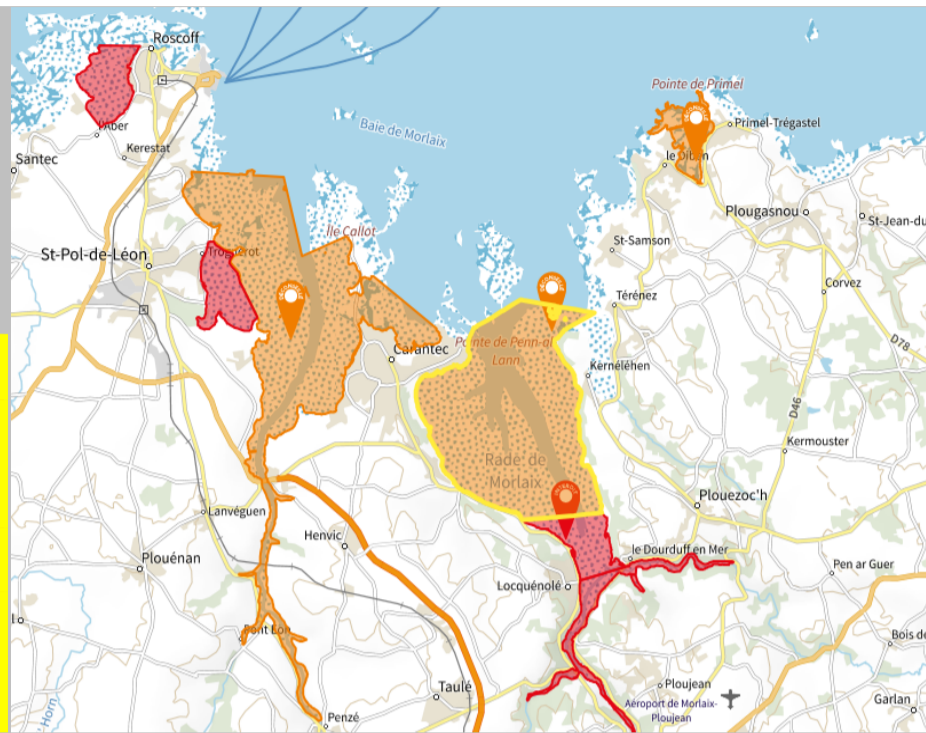 Roscoff
l'Aber
Kerestat
Santec
Baie de Morlaix
Pointe de Primel
Primel-Trégastel
le Diben
Plougasnou
St-Jean-du
St-Samson
Île Callot
St-Pol-de-Léon
Corvez
Térénez
Pointe de Penn-al
Lann
Carantec
D78
Kernéléhen
D46
Kermouster
Rade de
Morlaix
Plouezoc'h
Lanvéguen
Henvic
Plouénan
le Dourduff en Mer
Pen ar Guer
Locquénolé
Pont Éon
Bois de
Horn
Taulé
Ploujean
Aéroport de Morlaix-
Ploujean
Garlan
Penzé